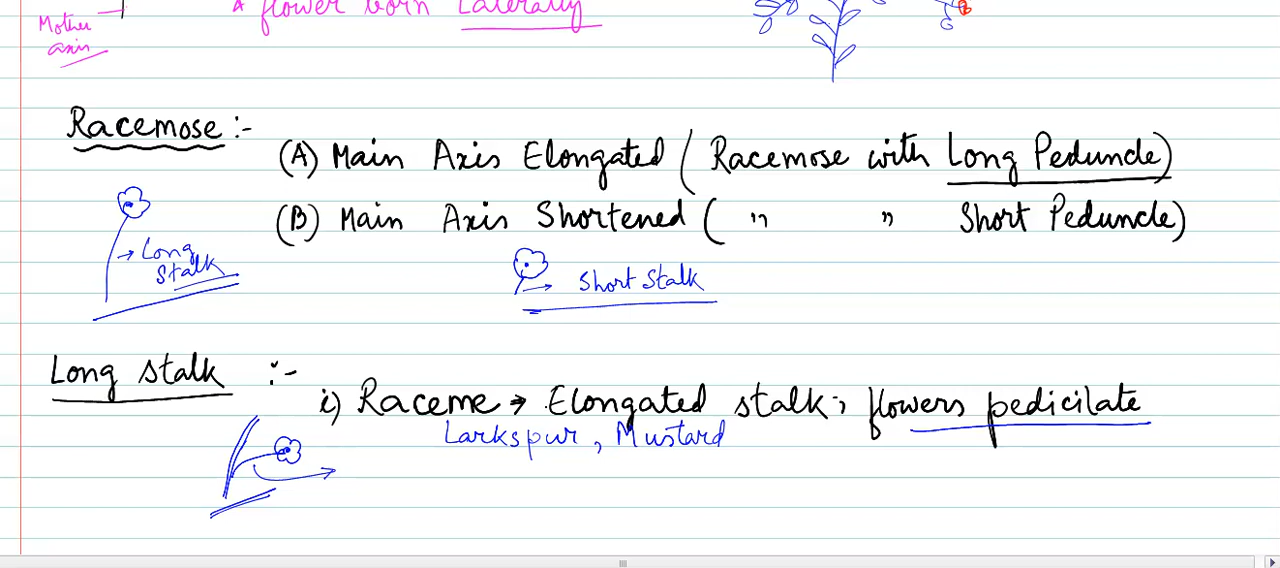 A flower born Laterally
Mother
axis
Racemose :-
(A) Main Axis Elongated ( Racemose with Long Peduncle)
(B) Main Axis Shortened ( " " Short Peduncle)
→ Long
Stalk
→ Short Stalk
Long stalk :-
i) Raceme → Elongated stalk, flowers pedicilate
Larkspur, Mustard